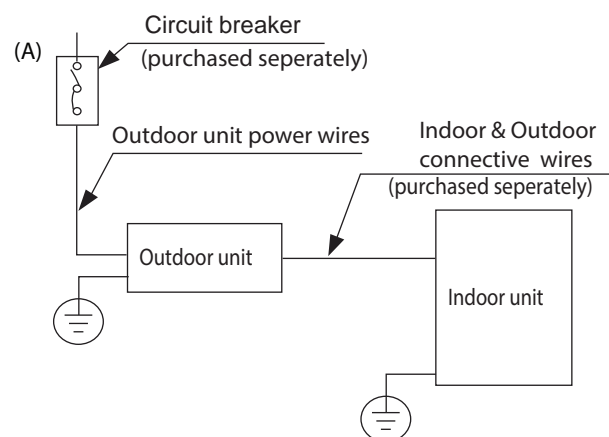 (A)
Circuit breaker
(purchased seperately)
Outdoor unit power wires
Indoor & Outdoor
connective wires
(purchased seperately)
Outdoor unit
Indoor unit